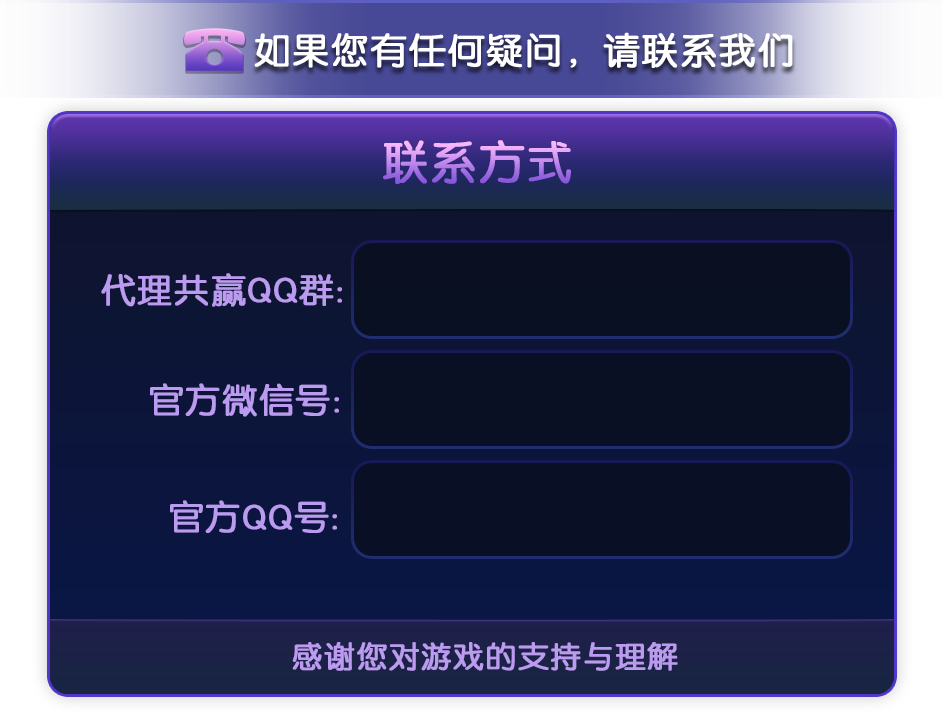 如果您有任何疑问，请联系我们
联系方式
代理共赢QQ群:
官方微信号:
官方QQ号:
感谢您对游戏的支持与理解